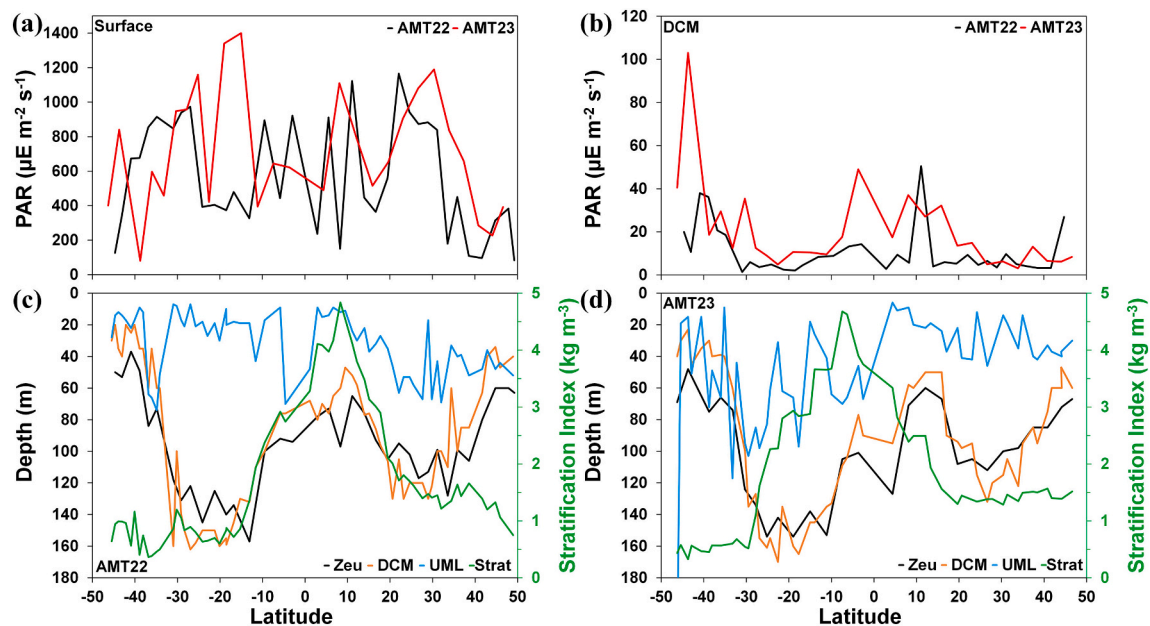 (a)
Surface
AMT22 AMT23
PAR (µE m-2 s-1)
1400
1200
1000
800
600
400
200
0
(b)
DCM
AMT22 AMT23
PAR (µE m-2 s-1)
120
100
80
60
40
20
0
(c)
Depth (m)
0
20
40
60
80
100
120
140
160
180
AMT22
Zeu DCM UML Strat
5
4
3
2
1
0
Stratification Index (kg m-3)
-50 -40 -30 -20 -10 0 10 20 30 40 50
Latitude
(d)
AMT23
Depth (m)
0
20
40
60
80
100
120
140
160
180
Zeu DCM UML Strat
5
4
3
2
1
0
Stratification Index (kg m-3)
-50 -40 -30 -20 -10 0 10 20 30 40 50
Latitude